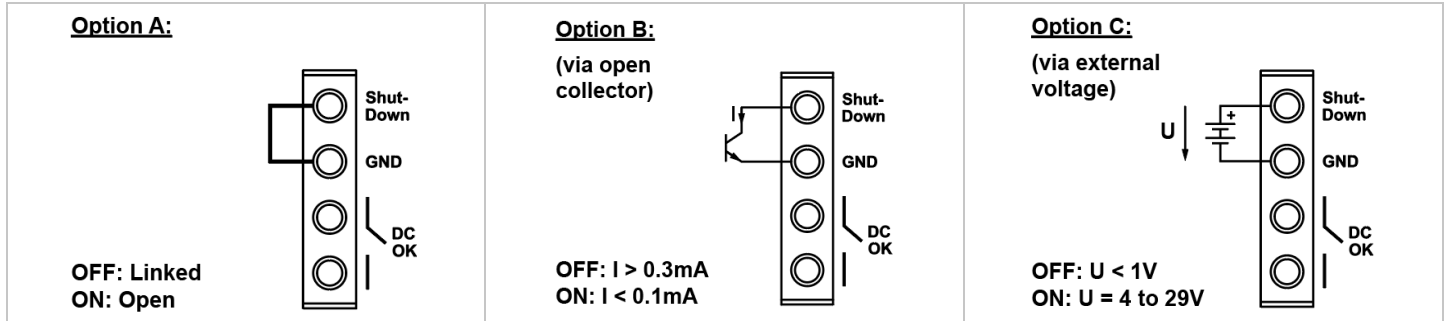 Option A:
Shut-
Down
GND
DC
OK
OFF: Linked
ON: Open
Option B:
(via open
collector)
I
Shut-
Down
GND
DC
OK
OFF: I > 0.3mA
ON: I < 0.1mA
Option C:
(via external
voltage)
U
+
Shut-
Down
GND
DC
OK
OFF: U < 1V
ON: U = 4 to 29V